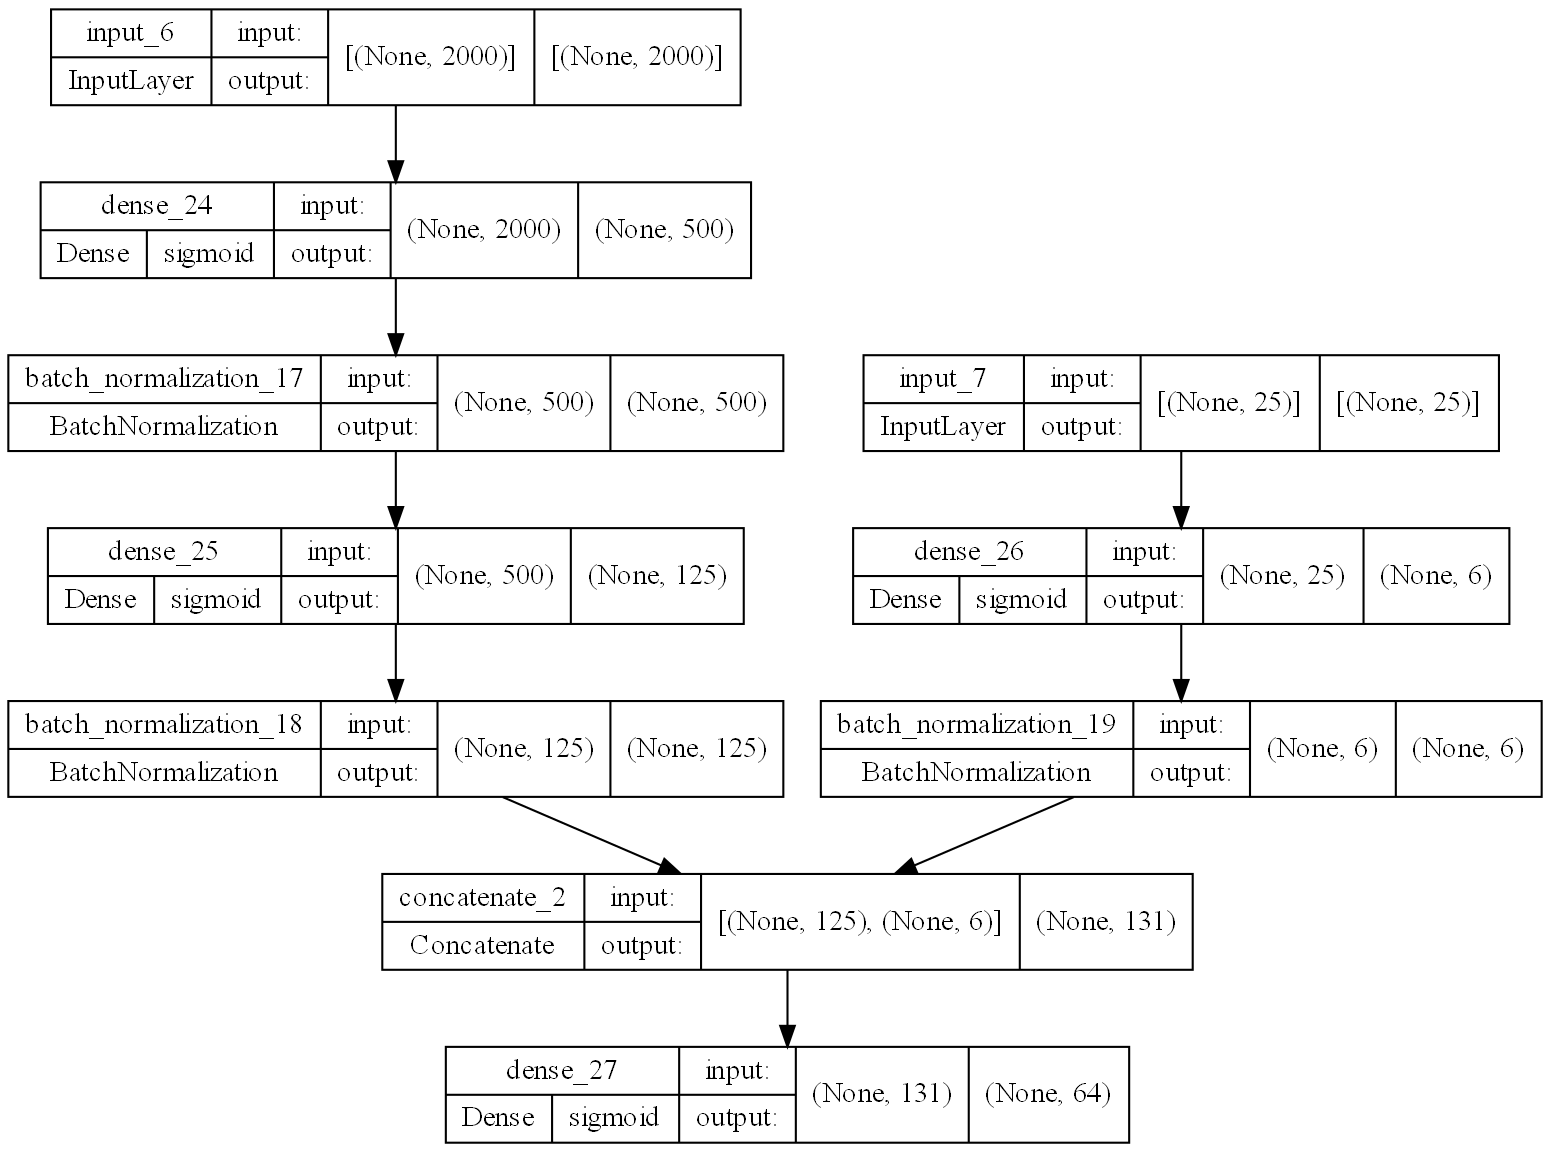 input_6 input: [(None, 2000)] [(None, 2000)]
InputLayer output:
dense_24 input: (None, 2000) (None, 500)
Dense sigmoid output:
batch_normalization_17 input: (None, 500) (None, 500)
BatchNormalization output:
input_7 input: [(None, 25)] [(None, 25)]
InputLayer output:
dense_25 input: (None, 500) (None, 125)
Dense sigmoid output:
dense_26 input: (None, 25) (None, 6)
Dense sigmoid output:
batch_normalization_18 input: (None, 125) (None, 125)
BatchNormalization output:
batch_normalization_19 input: (None, 6) (None, 6)
BatchNormalization output:
concatenate_2 input: [(None, 125), (None, 6)] (None, 131)
Concatenate output:
dense_27 input: (None, 131) (None, 64)
Dense sigmoid output: